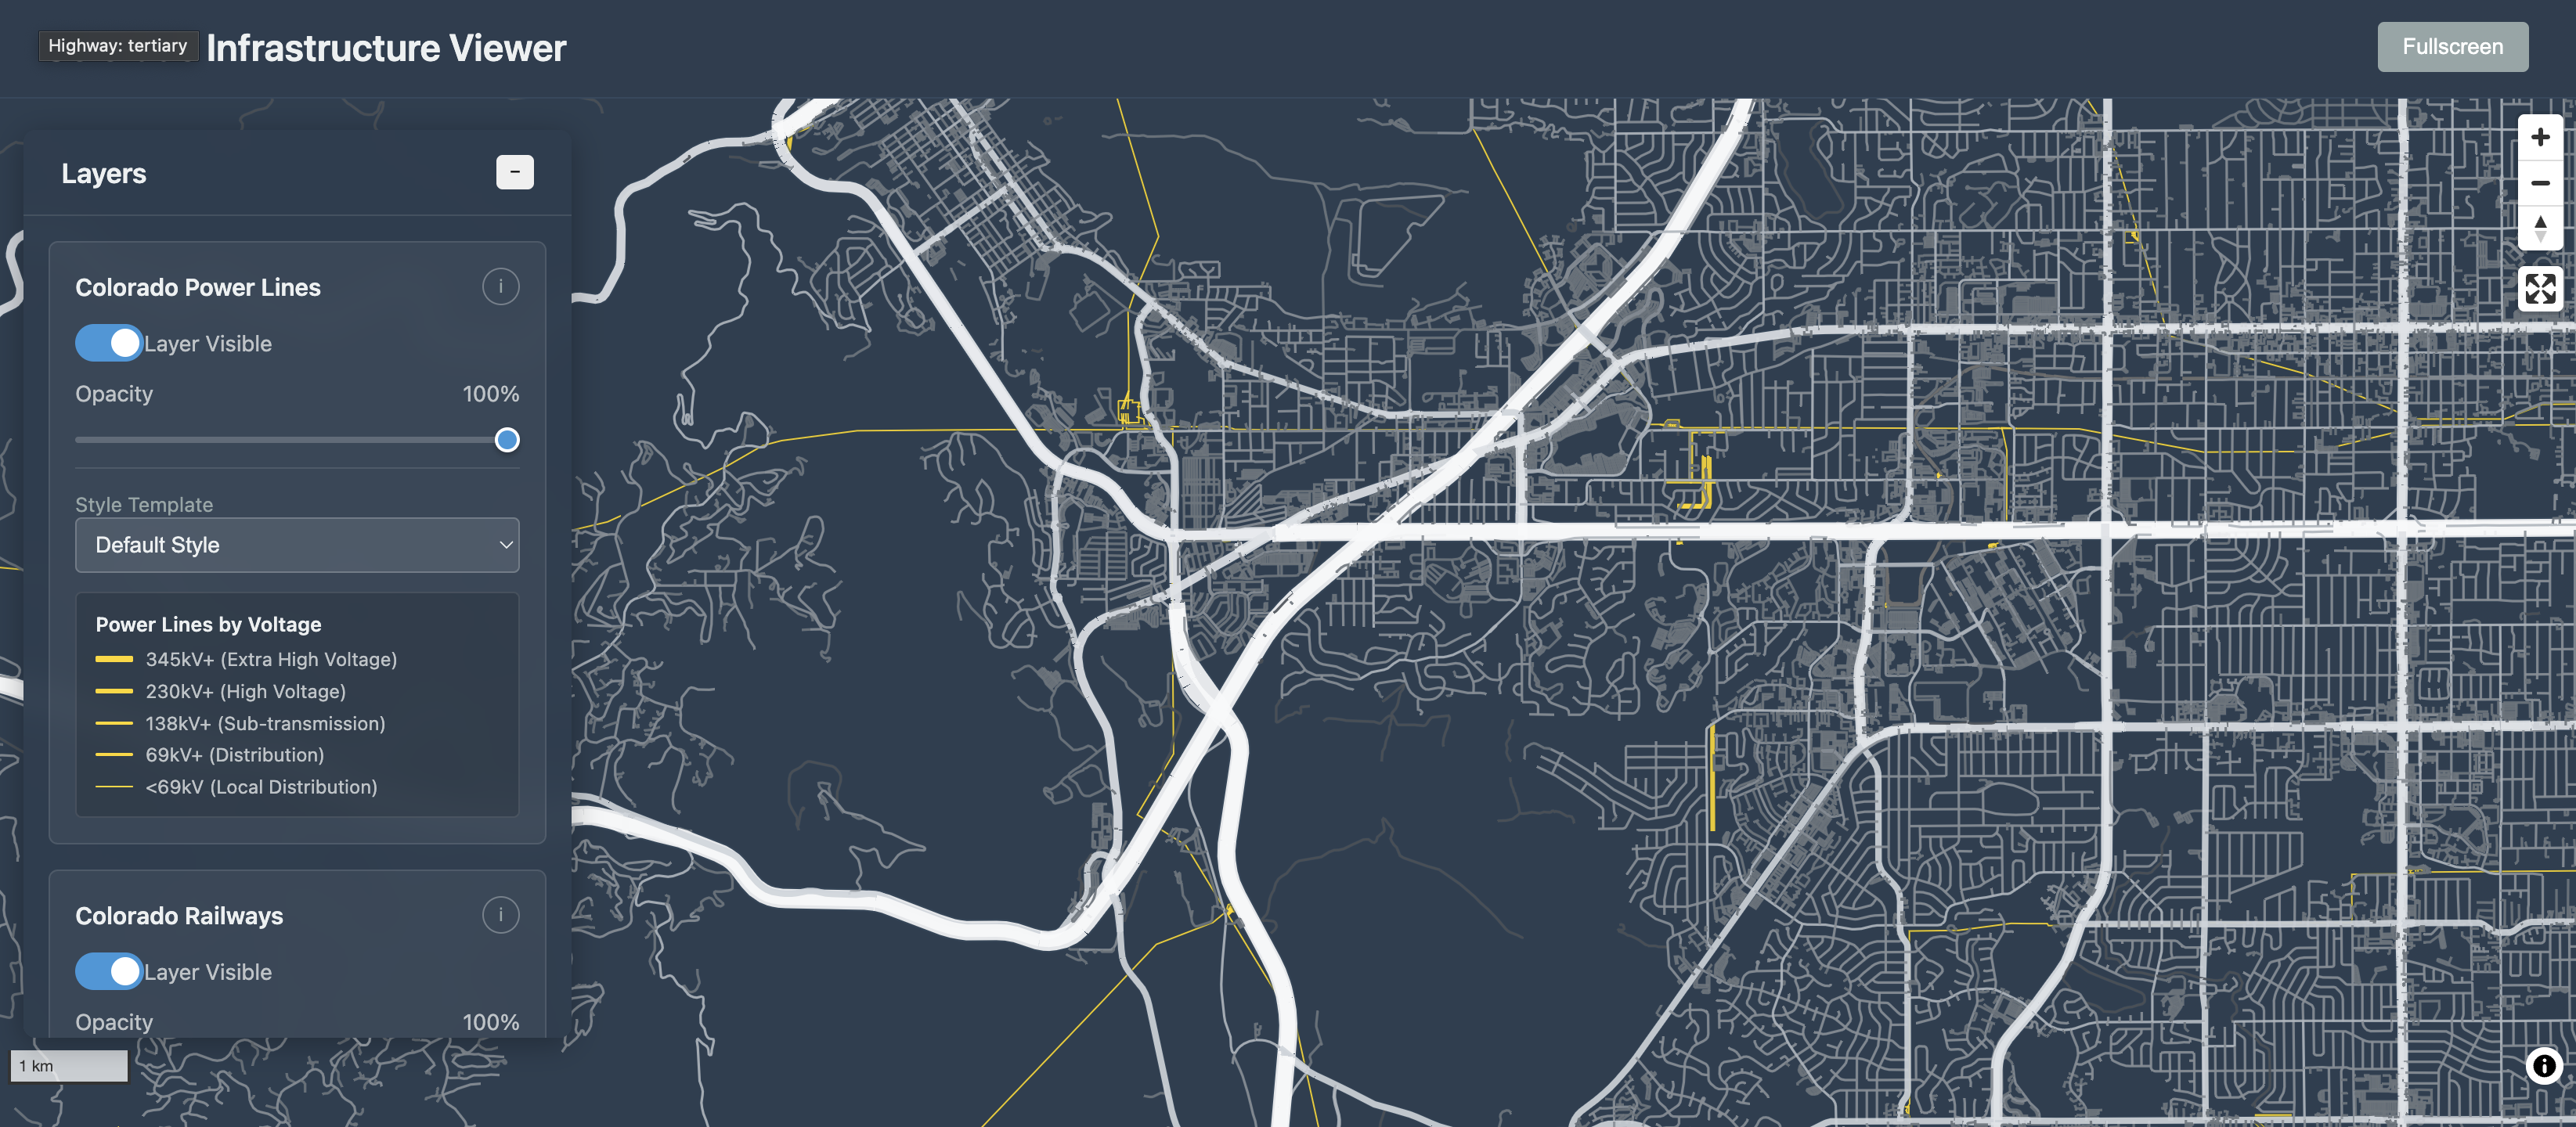 Highway: tertiary
Infrastructure Viewer
Fullscreen
Layers
Colorado Power Lines
Layer Visible
Opacity 100%
Style Template
Default Style
Power Lines by Voltage
345kV+ (Extra High Voltage)
230kV+ (High Voltage)
138kV+ (Sub-transmission)
69kV+ (Distribution)
<69kV (Local Distribution)
Colorado Railways
Layer Visible
Opacity 100%
1 km